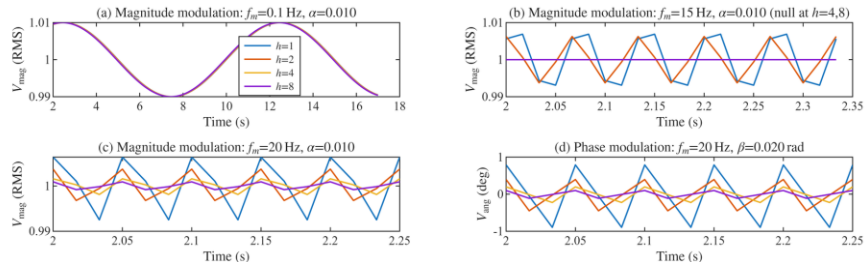 (a) Magnitude modulation: fₘ=0.1 Hz, α=0.010
1.01
1
0.99
V_mag (RMS)
h=1
h=2
h=4
h=8
2 4 6 8 10 12 14 16 18
Time (s)
(b) Magnitude modulation: fₘ=15 Hz, α=0.010 (null at h=4,8)
1.01
1
0.99
V_mag (RMS)
2 2.05 2.1 2.15 2.2 2.25 2.3 2.35
Time (s)
(c) Magnitude modulation: fₘ=20 Hz, α=0.010
1
0.99
V_mag (RMS)
2 2.05 2.1 2.15 2.2 2.25
Time (s)
(d) Phase modulation: fₘ=20 Hz, β=0.020 rad
1
0
-1
V_ang (deg)
2 2.05 2.1 2.15 2.2 2.25
Time (s)